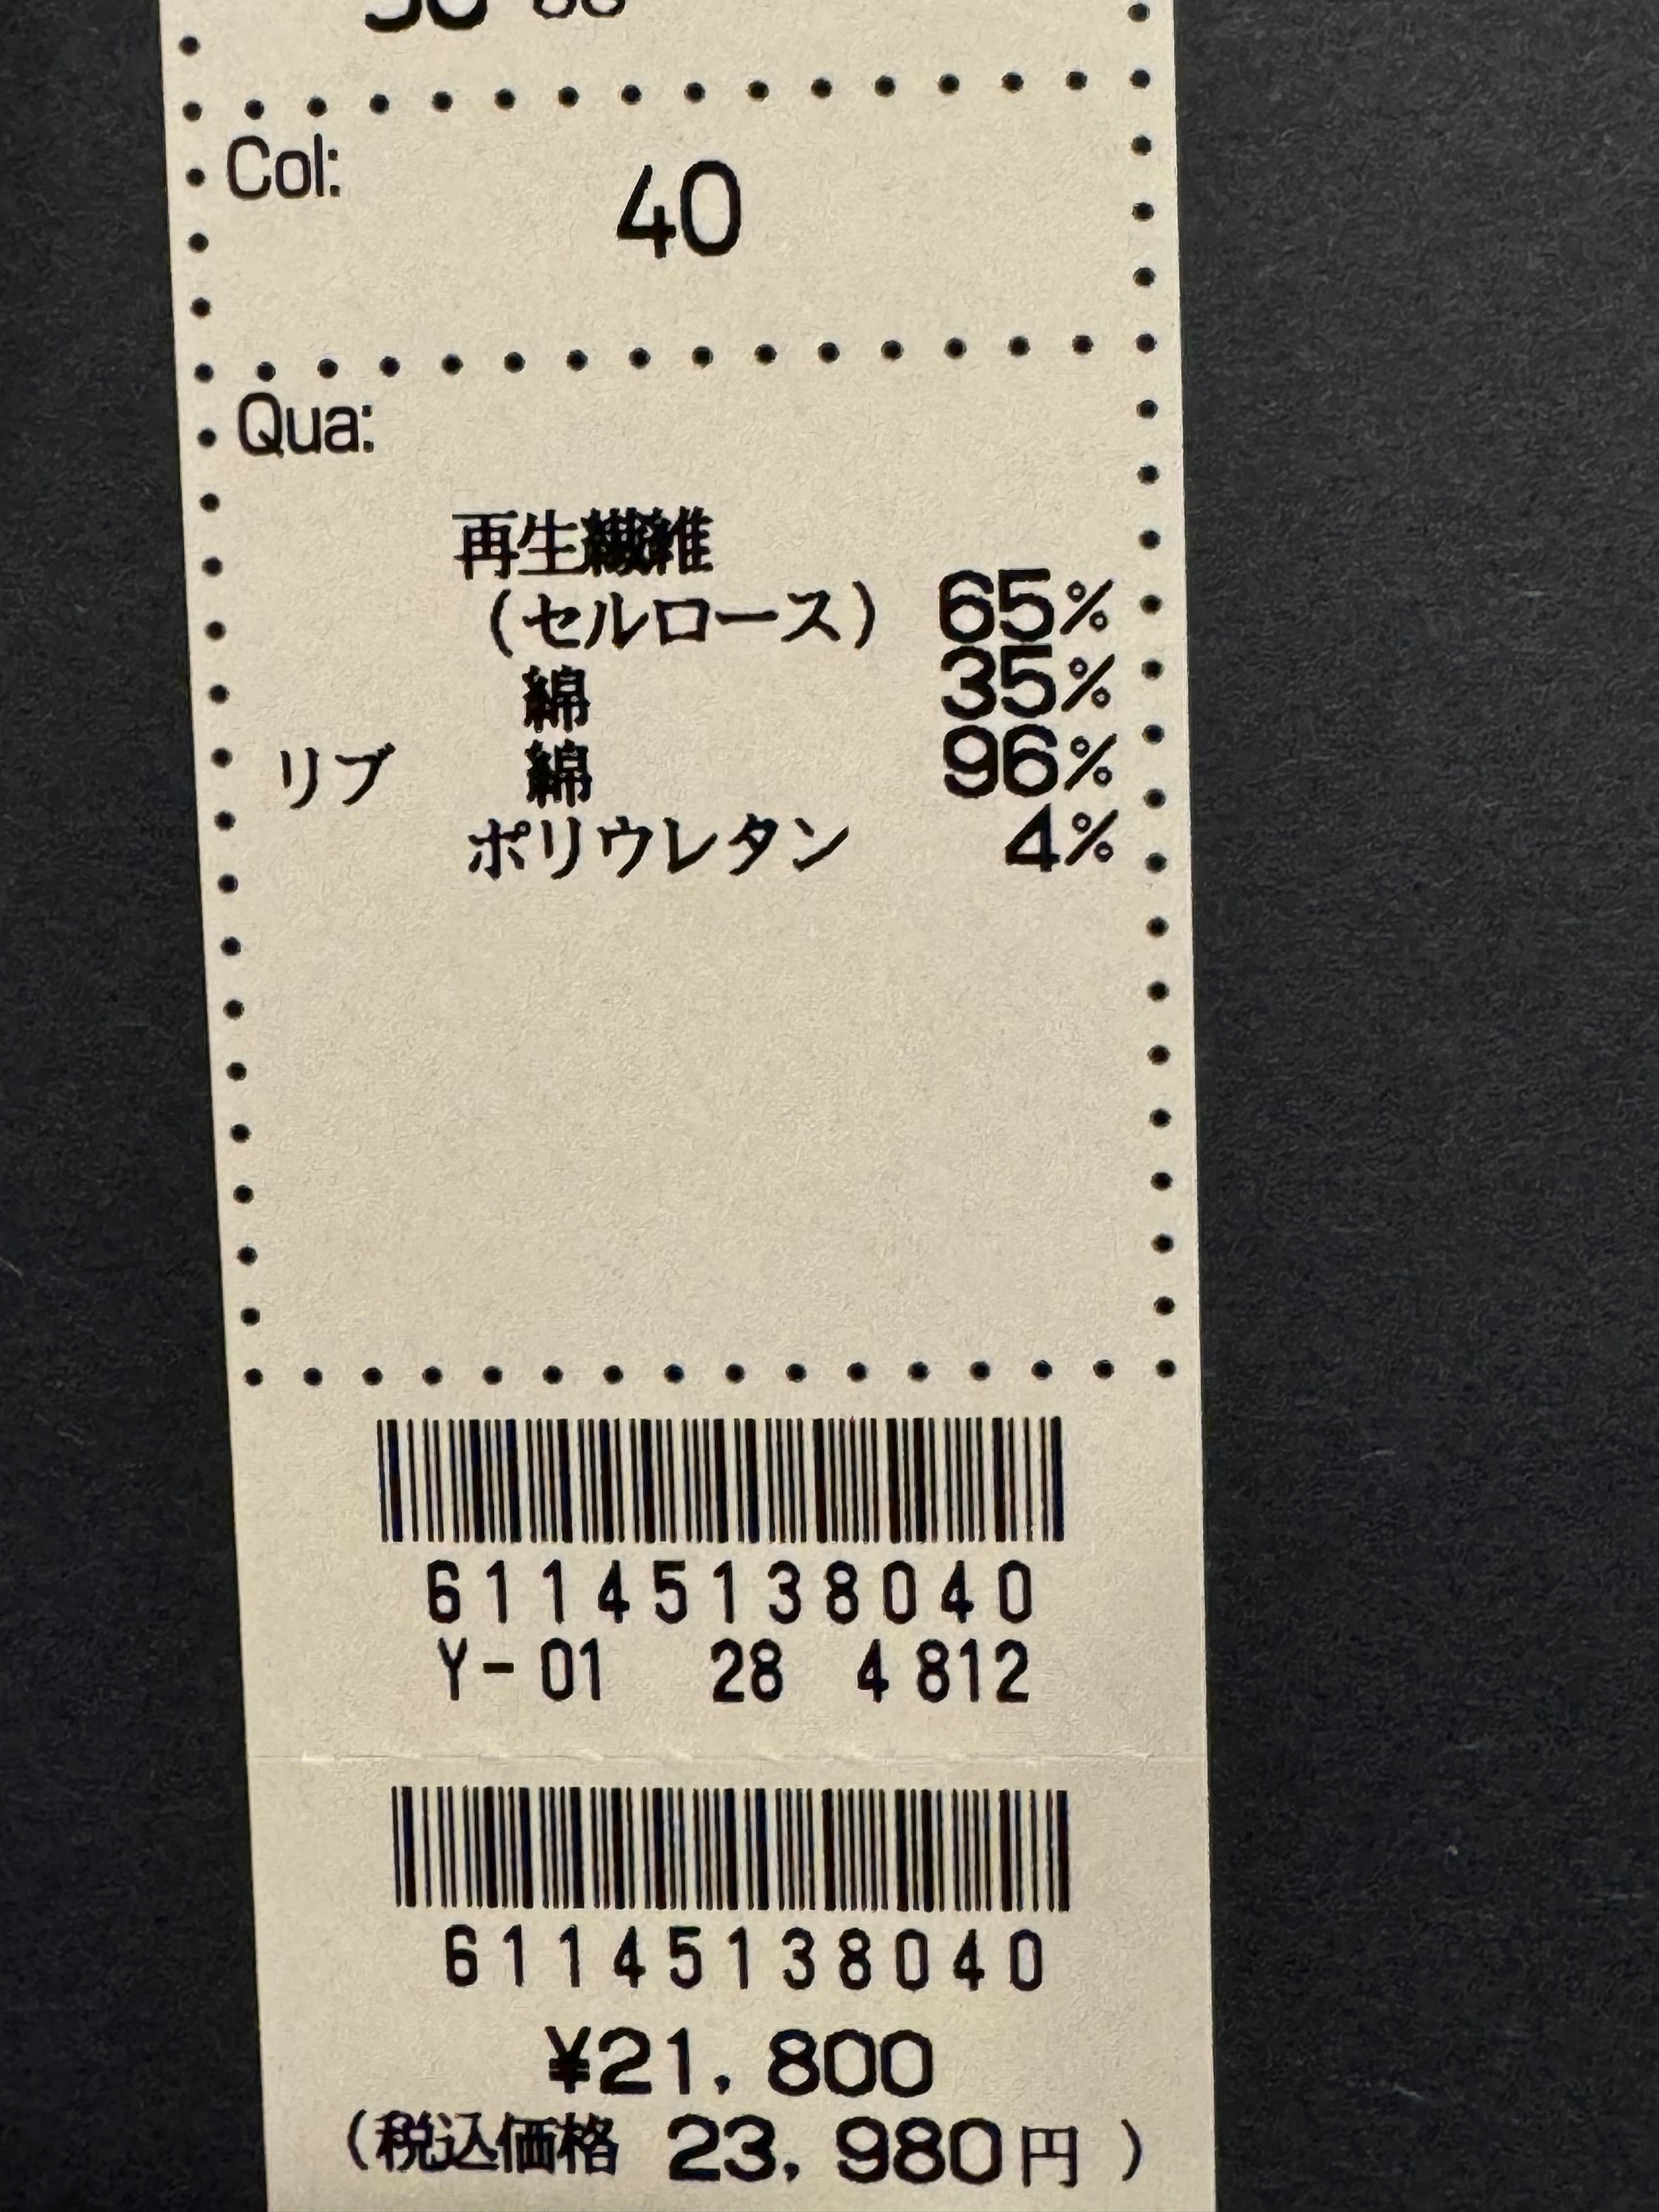 Col:
40
Qua:
再生繊維
(セルロース) 65%
綿 35%
リブ 綿 96%
ポリウレタン 4%
61145138040
Y-01 28 4812
61145138040
¥21,800
(税込価格 23,980円)